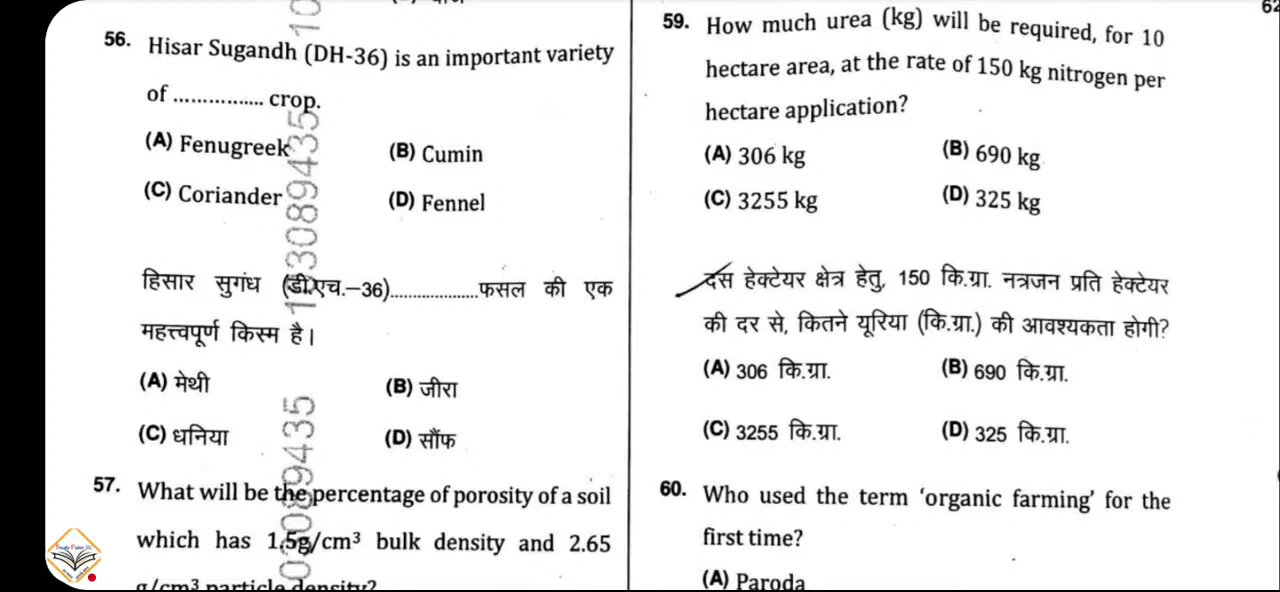 56. Hisar Sugandh (DH-36) is an important variety
of ................ crop.
(A) Fenugreek (B) Cumin
(C) Coriander (D) Fennel
हिसार सुगंध (डी.एच.–36)...................फसल की एक
महत्त्वपूर्ण किस्म है।
(A) मेथी (B) जीरा
(C) धनिया (D) सौंफ
57. What will be the percentage of porosity of a soil
which has 1.5g/cm³ bulk density and 2.65
g/cm³ particle density?
59. How much urea (kg) will be required, for 10
hectare area, at the rate of 150 kg nitrogen per
hectare application?
(A) 306 kg (B) 690 kg
(C) 3255 kg (D) 325 kg
दस हेक्टेयर क्षेत्र हेतु, 150 कि.ग्रा. नत्रजन प्रति हेक्टेयर
की दर से, कितने यूरिया (कि.ग्रा.) की आवश्यकता होगी?
(A) 306 कि.ग्रा. (B) 690 कि.ग्रा.
(C) 3255 कि.ग्रा. (D) 325 कि.ग्रा.
60. Who used the term ‘organic farming’ for the
first time?
(A) Paroda
62